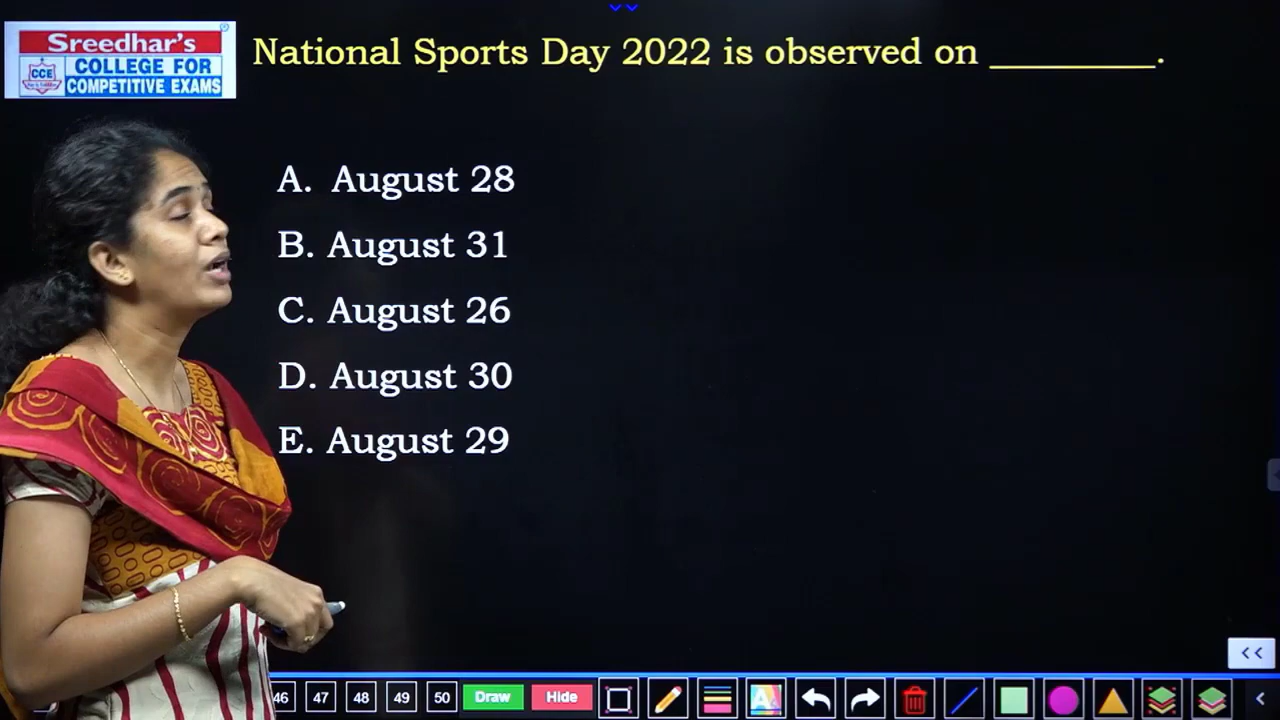 Sreedhar's
CCE
COLLEGE FOR
COMPETITIVE EXAMS
National Sports Day 2022 is observed on ________.
A. August 28
B. August 31
C. August 26
D. August 30
E. August 29
46 47 48 49 50 Draw Hide